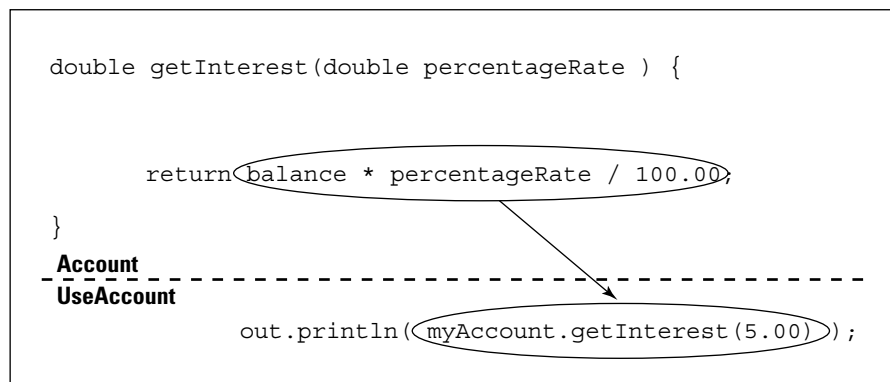 double getInterest(double percentageRate ) {
return balance * percentageRate / 100.00;
}
Account
UseAccount
out.println( myAccount.getInterest(5.00) );